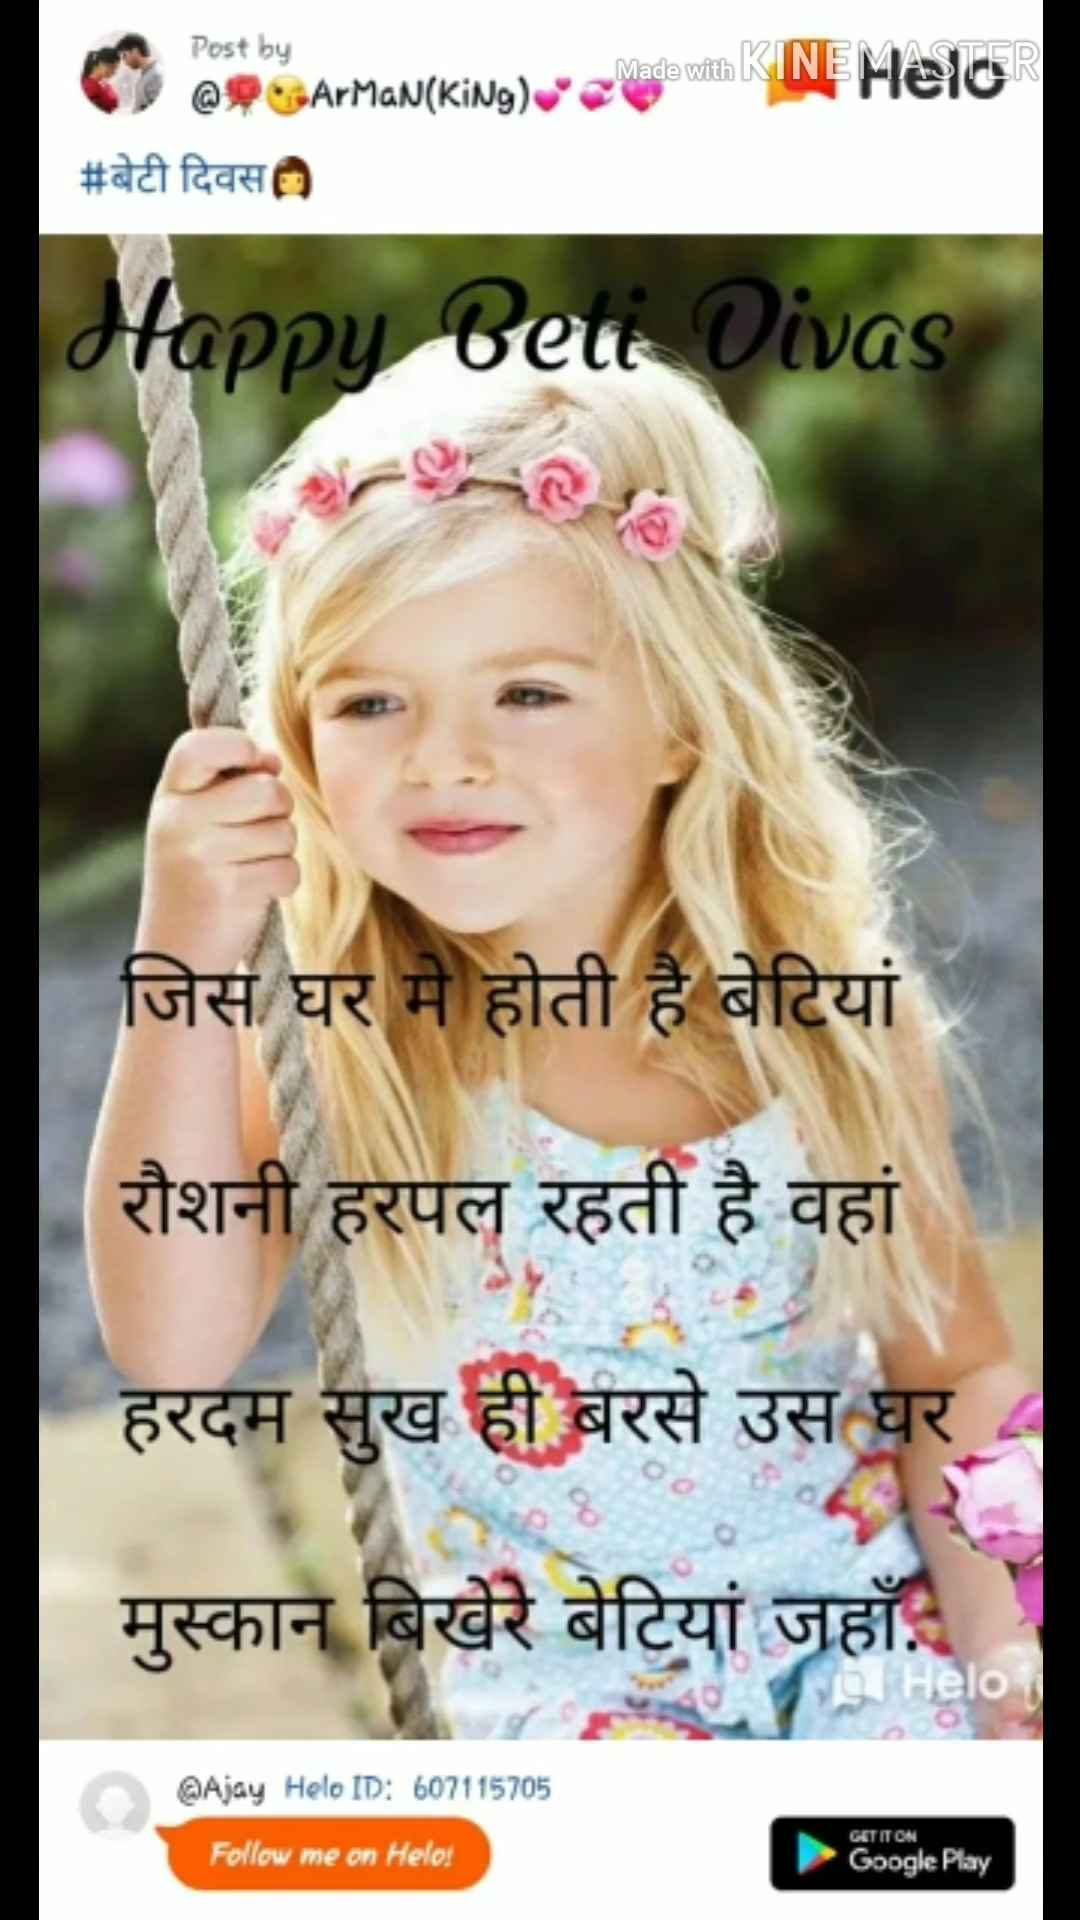 Post by
Made with KINEMASTER
Helo
@🌹😘ArMaN(KiNg)💕💞💖
#बेटी दिवस👩
Happy Beti Divas
जिस घर मे होती है बेटियां
रौशनी हरपल रहती है वहां
हरदम सुख ही बरसे उस घर
मुस्कान बिखेरे बेटियां जहाँ.
Helo
@Ajay Helo ID: 607115705
Follow me on Helo!
GET IT ON
Google Play